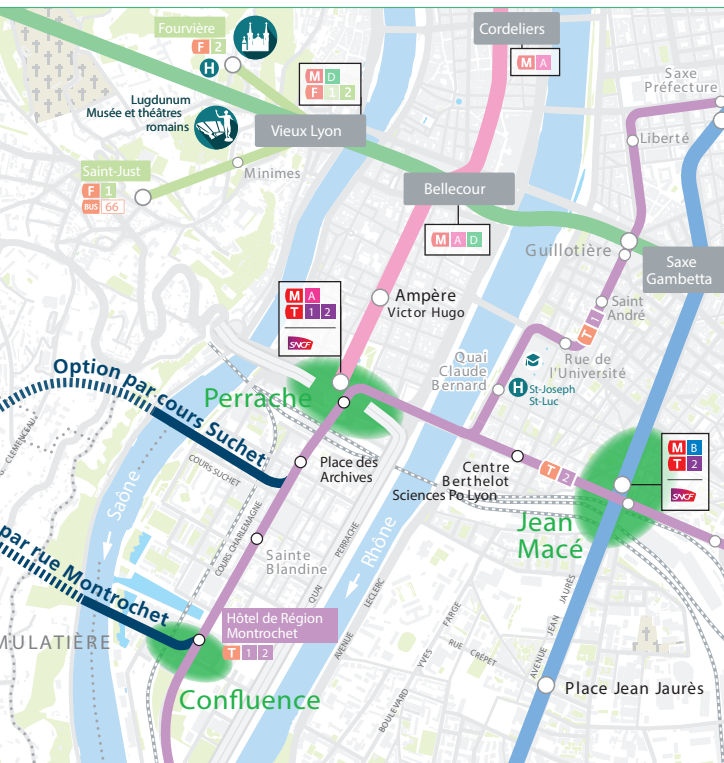 Fourvière
F 2
H
Cordeliers
M A
M D
F 1 2
Saxe
Préfecture
Lugdunum
Musée et théâtres
romains
Vieux Lyon
Liberté
Saint-Just
F 1
BUS 66
Minimes
Bellecour
M A D
Guillotière
Saxe
Gambetta
M A
T 1 2
SNCF
Ampère
Victor Hugo
Saint
André
T 1
Quai
Claude
Bernard
Rue de
l'Université
H
St-Joseph
St-Luc
Option par cours Suchet
Perrache
CLEMENCEAU
COURS SUCHET
Place des
Archives
Centre
Berthelot
Sciences Po Lyon
T 2
M B
T 2
SNCF
Saône
Rhône
Jean
Macé
par rue Montrochet
COURS CHARLEMAGNE
Sainte
Blandine
QUAI
PERRACHE
AVENUE
LECLERC
MULATIÈRE
Hôtel de Région
Montrochet
T 1 2
Confluence
BOULEVARD
YVES
FARGE
RUE CRÉPET
AVENUE
JEAN
JAURÈS
Place Jean Jaurès